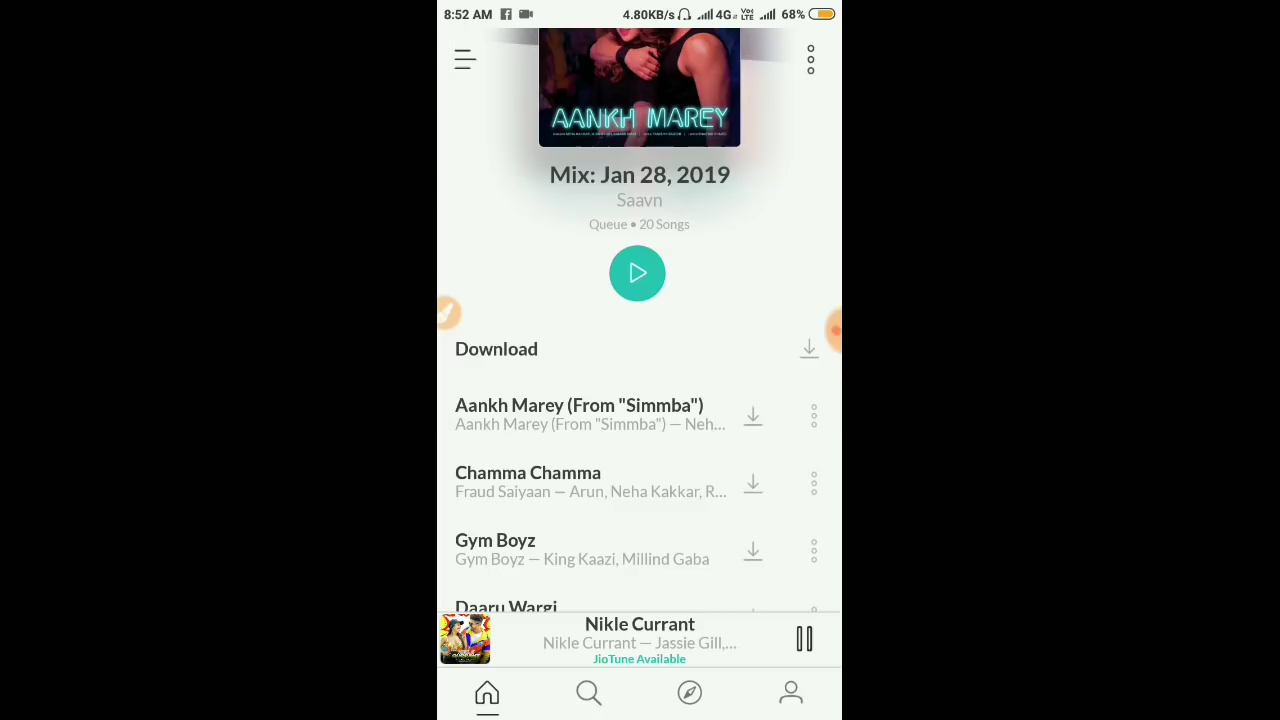 8:52 AM 4.80KB/s 4G Vo) LTE 68%
AANKH MAREY
Mix: Jan 28, 2019
Saavn
Queue • 20 Songs
Download
Aankh Marey (From "Simmba")
Aankh Marey (From "Simmba") — Neh...
Chamma Chamma
Fraud Saiyaan — Arun, Neha Kakkar, R...
Gym Boyz
Gym Boyz — King Kaazi, Millind Gaba
Daaru Wargi
Nikle Currant
Nikle Currant — Jassie Gill,...
JioTune Available